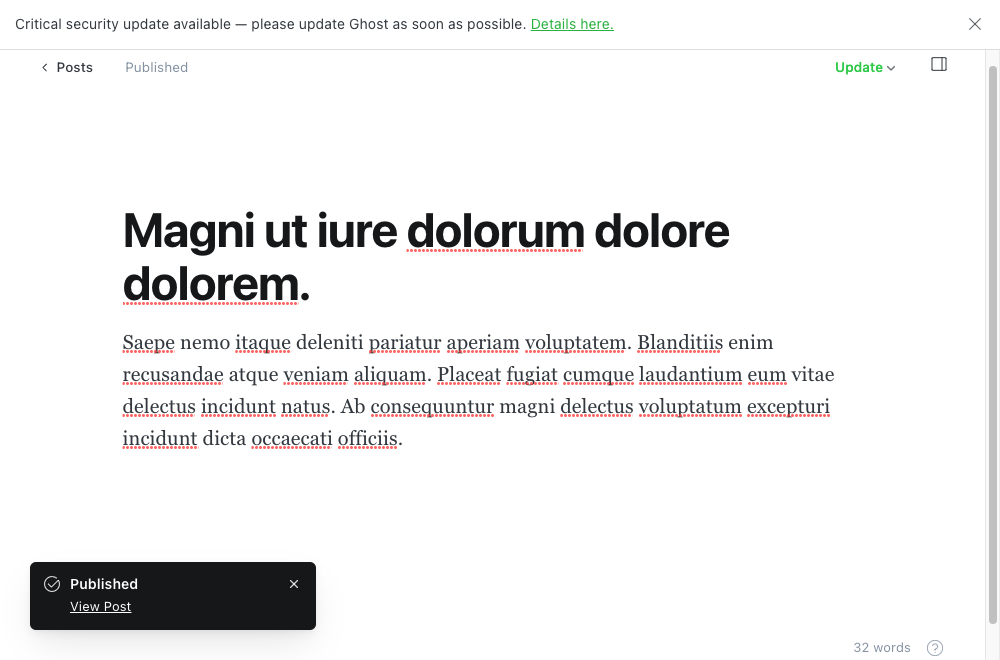 Critical security update available — please update Ghost as soon as possible. Details here.
Posts
Published
Update
Magni ut iure dolorum dolore
dolorem.
Saepe nemo itaque deleniti pariatur aperiam voluptatem. Blanditiis enim
recusandae atque veniam aliquam. Placeat fugiat cumque laudantium eum vitae
delectus incidunt natus. Ab consequuntur magni delectus voluptatum excepturi
incidunt dicta occaecati officiis.
Published
View Post
32 words
?